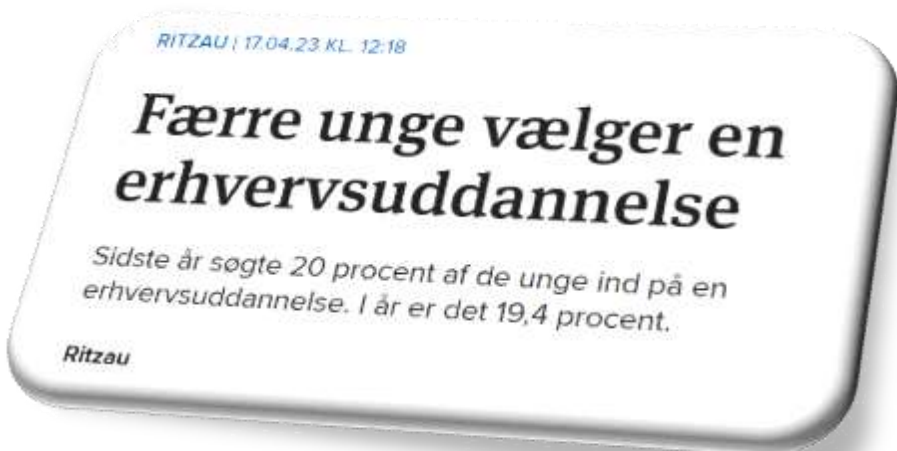 RITZAU | 17.04.23 KL. 12:18
Færre unge vælger en
erhvervsuddannelse
Sidste år søgte 20 procent af de unge ind på en
erhvervsuddannelse. I år er det 19,4 procent.
Ritzau